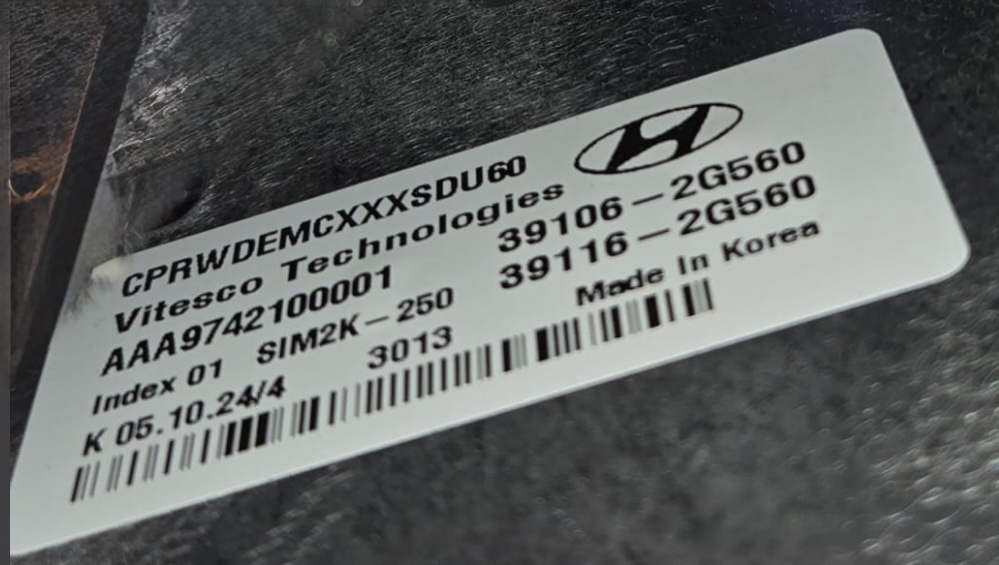 CPRWDEMCXXXSDU60
Vitesco Technologies
AAA9742100001
39106-2G560
39116-2G560
Index 01 SIM2K-250
Made In Korea
K 05.10.24/4 3013